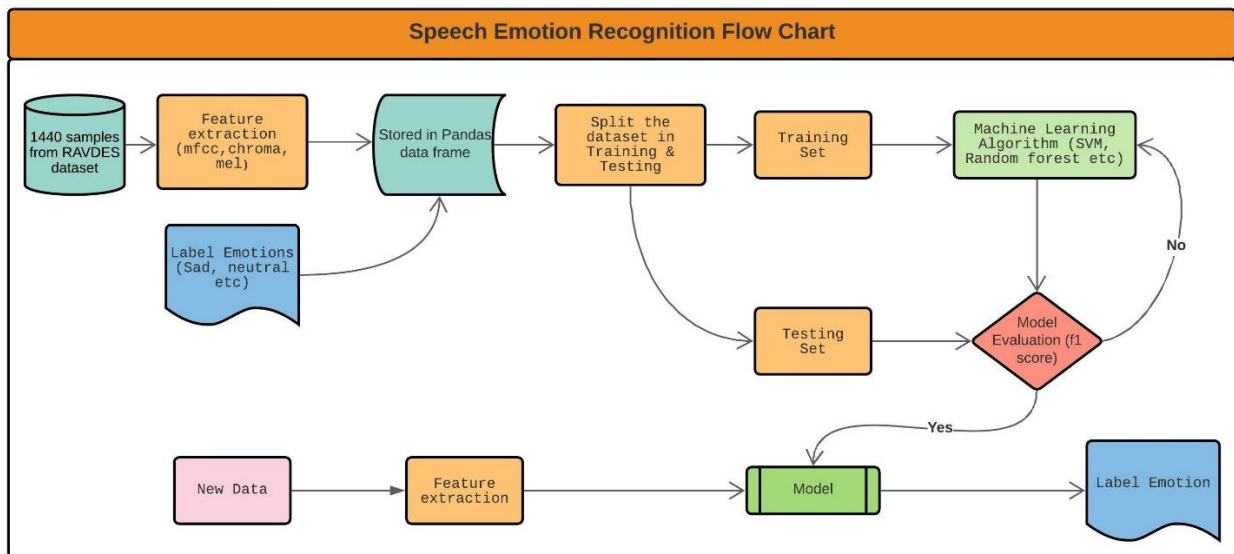 Speech Emotion Recognition Flow Chart
1440 samples
from RAVDES
dataset
Feature
extraction
(mfcc,chroma,
mel)
Stored in Pandas
data frame
Split the
dataset in
Training &
Testing
Training
Set
Machine Learning
Algorithm (SVM,
Random forest etc)
Label Emotions
(Sad, neutral
etc)
No
Testing
Set
Model
Evaluation (f1
score)
Yes
New Data
Feature
extraction
Model
Label Emotion